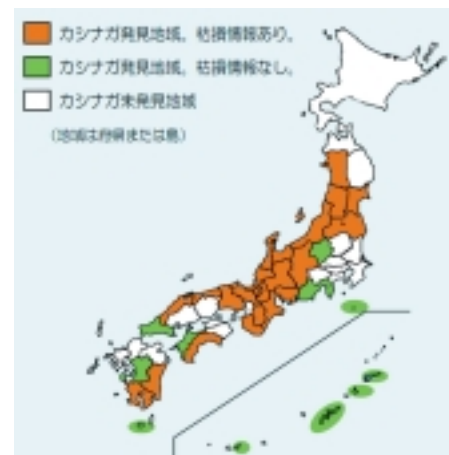 カシナガ発見地域。枯損情報あり。
カシナガ発見地域。枯損情報なし。
カシナガ未発見地域
(地域は府県または島)